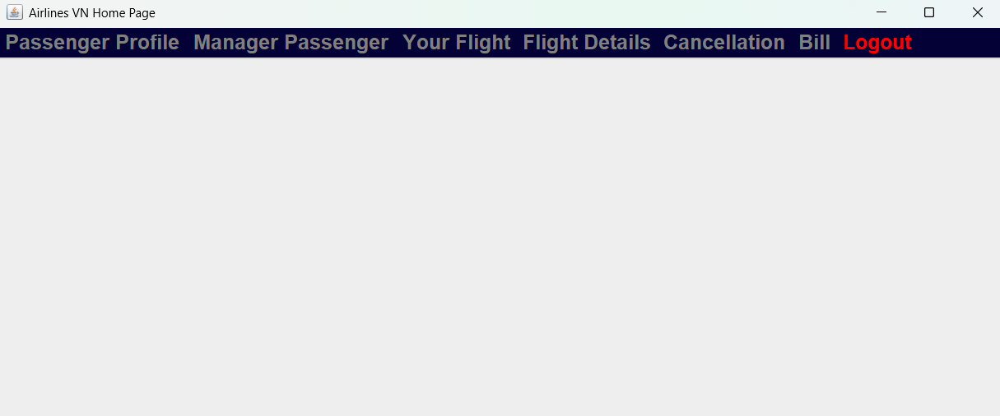 Airlines VN Home Page
Passenger Profile Manager Passenger Your Flight Flight Details Cancellation Bill Logout